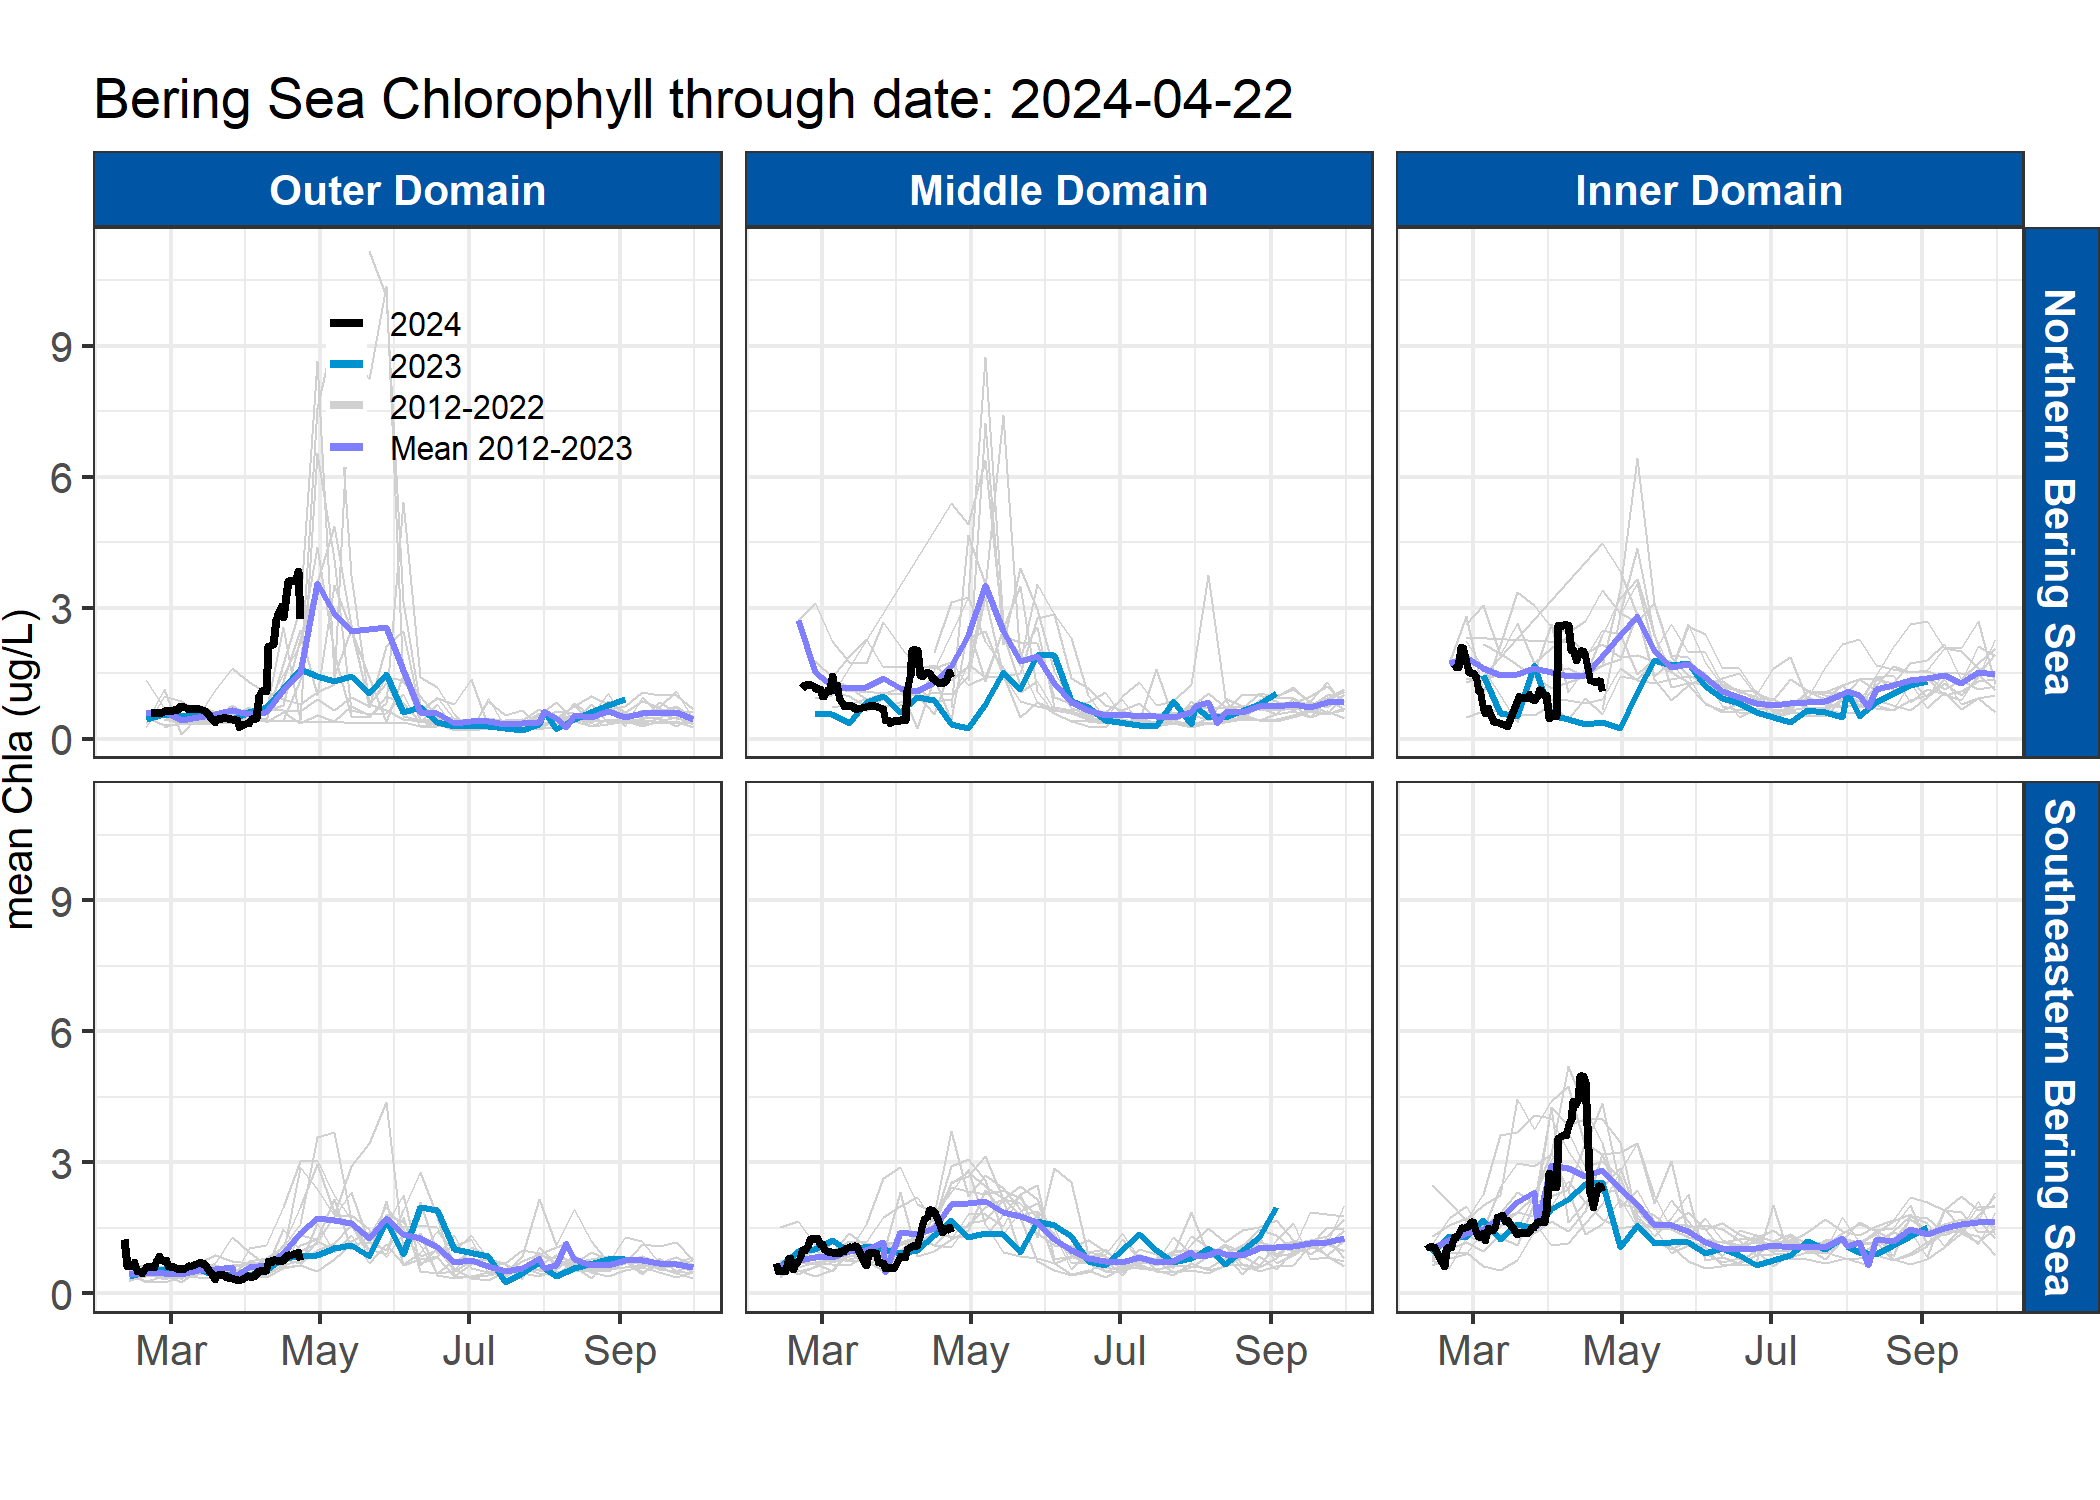 Bering Sea Chlorophyll through date: 2024-04-22
Outer Domain
Middle Domain
Inner Domain
Northern Bering Sea
Southeastern Bering Sea
mean Chla (ug/L)
9
6
3
0
2024
2023
2012-2022
Mean 2012-2023
9
6
3
0
Mar May Jul Sep
Mar May Jul Sep
Mar May Jul Sep